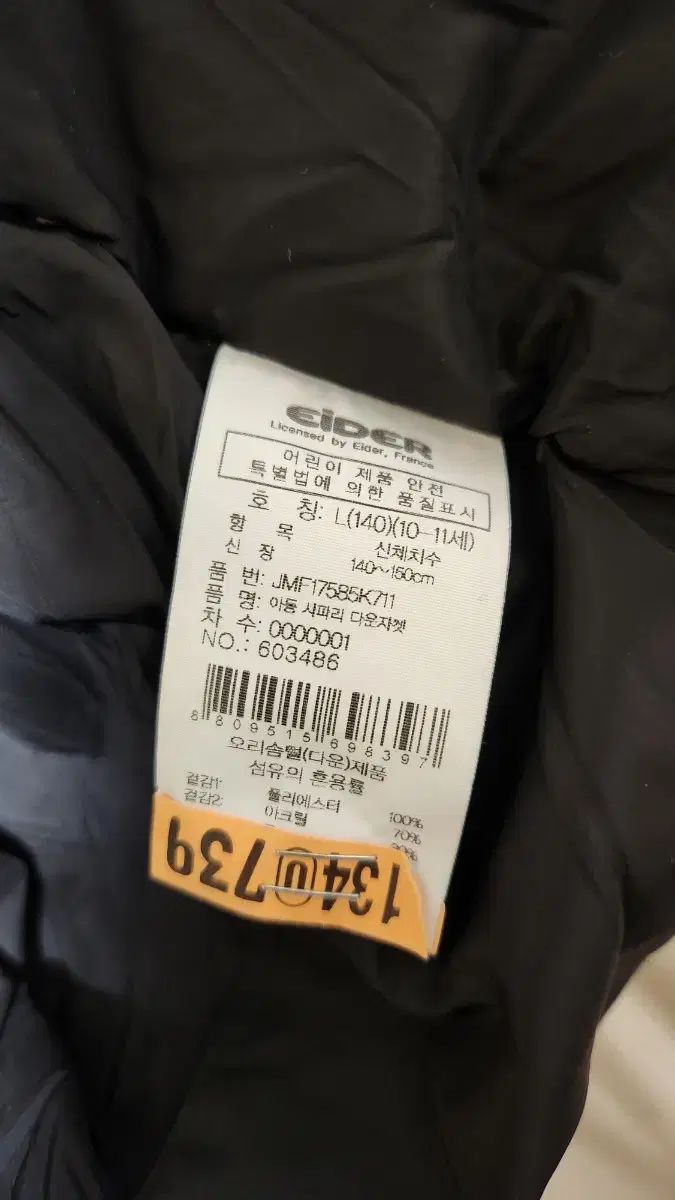 EiDER
Licensed by Eider, France
어린이 제품 안전
특별법에 의한 품질표시
호 칭: L(140)(10-11세)
항 목 신체치수
신 장 140~150cm
품 번: JMF17585K711
품 명: 아동 사파리 다운자켓
차 수: 0000001
NO.: 603486
8809515698397
오리솜털(다운)제품
섬유의 혼용률
겉감1: 폴리에스터 100%
겉감2: 아크릴 70%
134 U 739